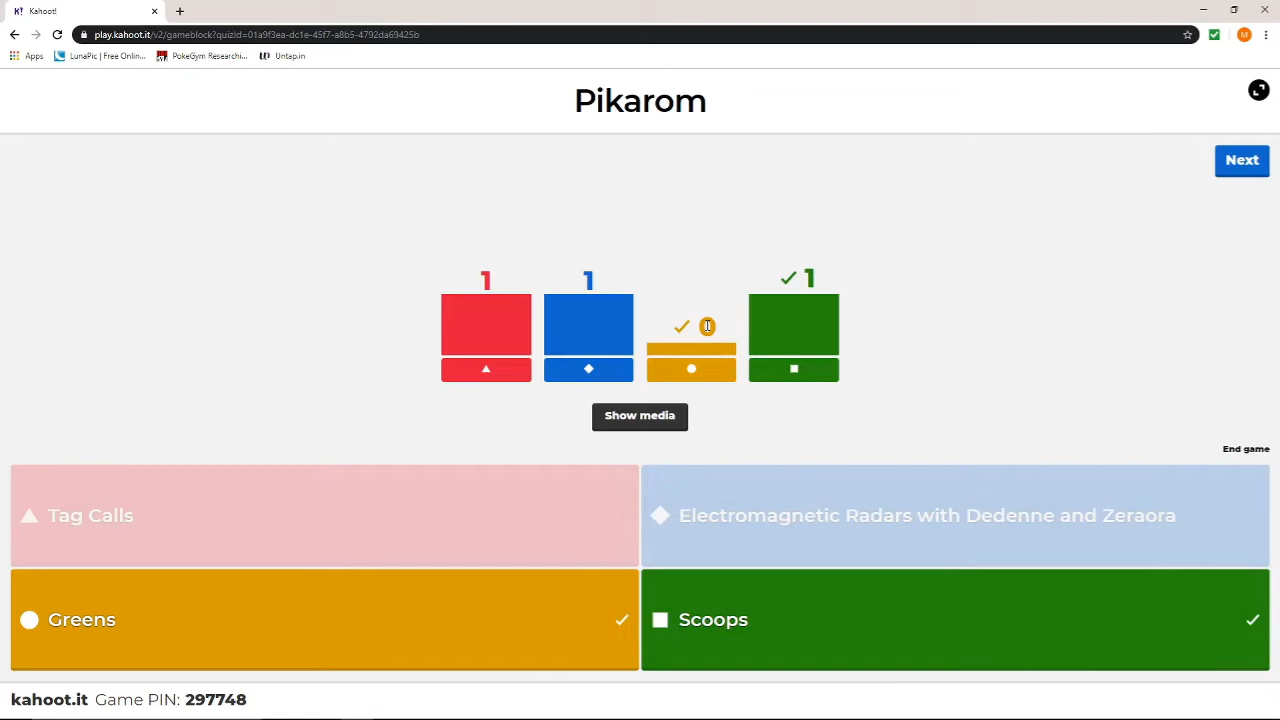 K! Kahoot!
play.kahoot.it/v2/gameblock?quizId=01a9f3ea-dc1e-45f7-a8b5-4792da69425b
M
Apps
LunaPic | Free Onlin...
PokeGym Researchi...
Untap.in
Pikarom
Next
1
1
0
1
Show media
End game
Tag Calls
Electromagnetic Radars with Dedenne and Zeraora
Greens
Scoops
kahoot.it Game PIN: 297748